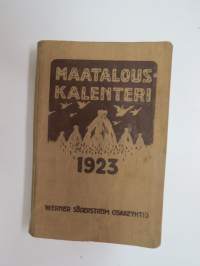 MAATALOUS-
KALENTERI
1923
WERNER SÖDERSTRÖM OSAKEYHTIÖ